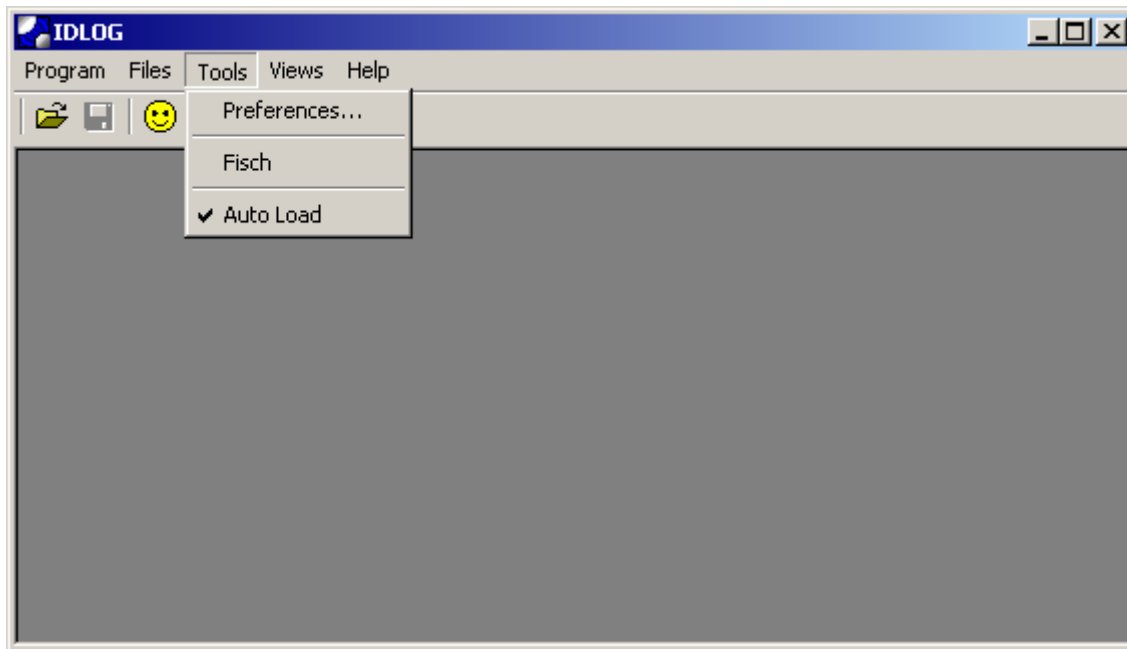 IDLOG
Program Files Tools Views Help
Preferences...
Fisch
Auto Load